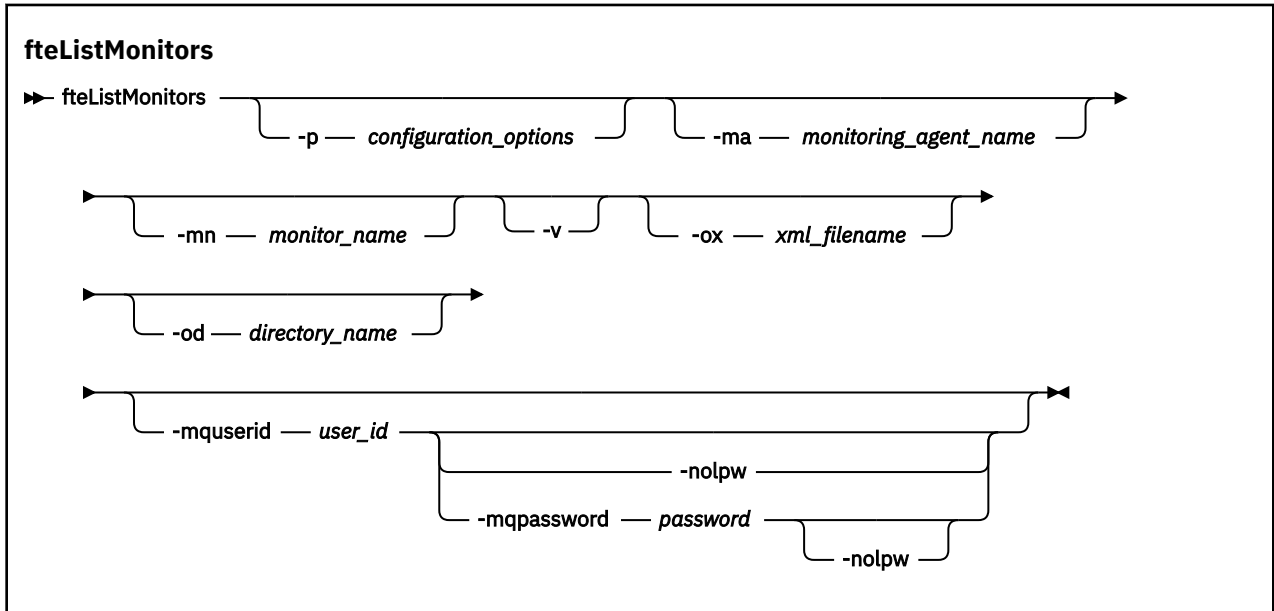 fteListMonitors
fteListMonitors -p configuration_options -ma monitoring_agent_name
-mn monitor_name -v -ox xml_filename
-od directory_name
-mquserid user_id
-nolpw
-mqpassword password
-nolpw